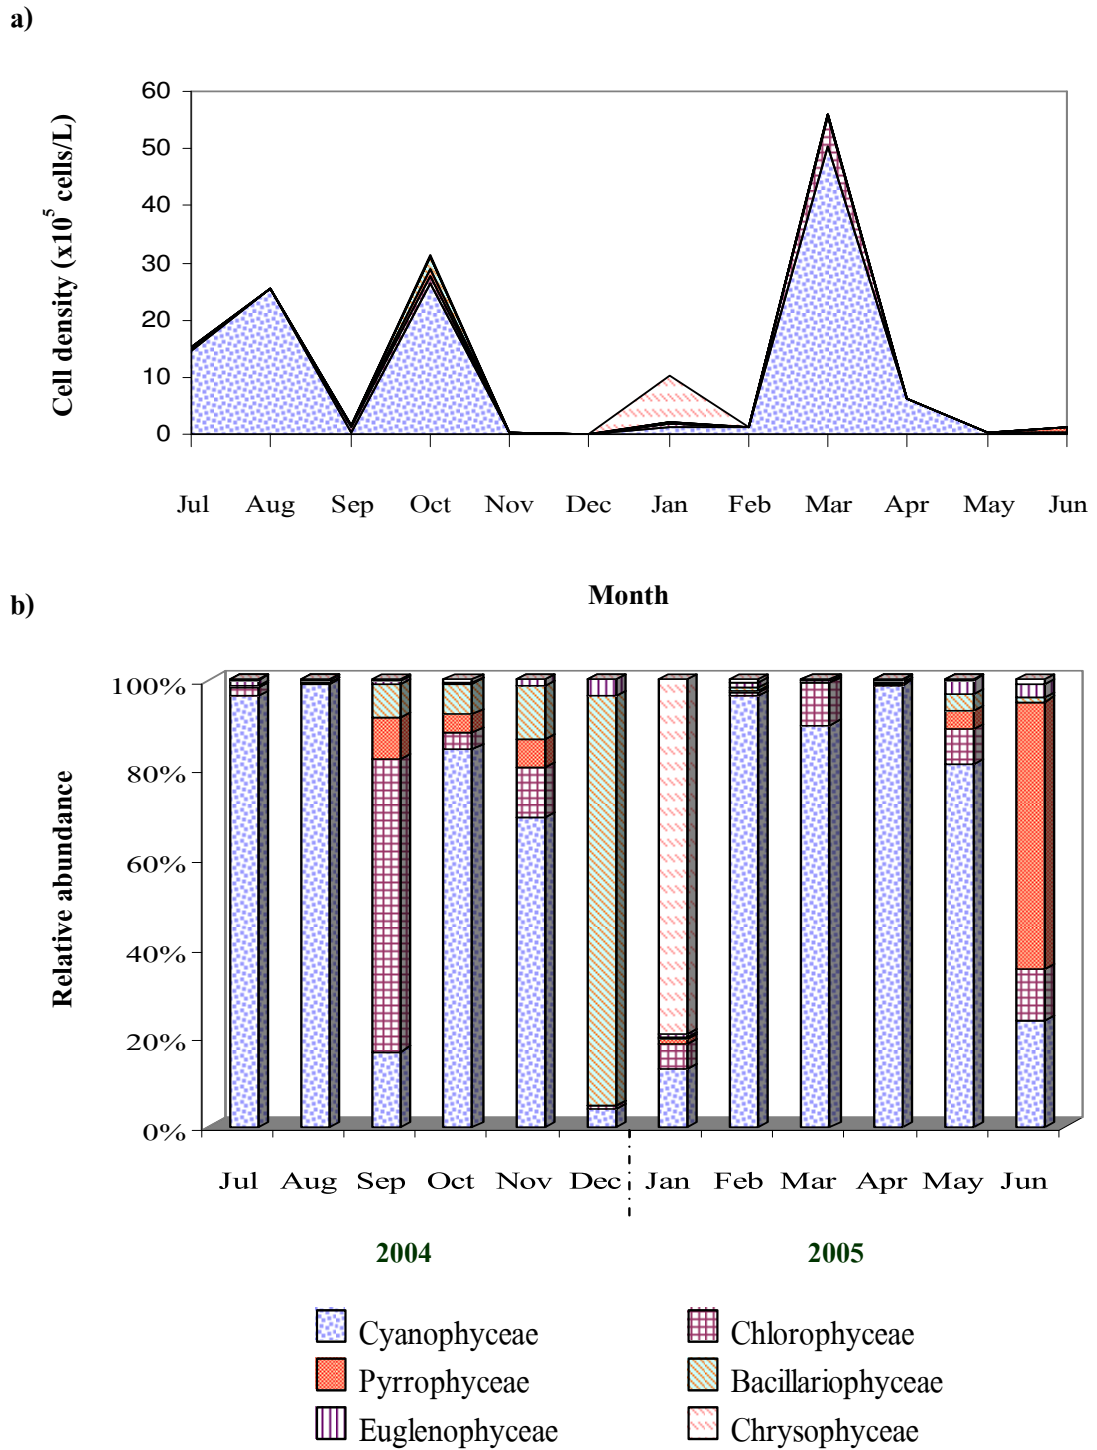 a)
Cell density (x10⁵ cells/L)
60
50
40
30
20
10
0
Jul Aug Sep Oct Nov Dec Jan Feb Mar Apr May Jun
Month
b)
Relative abundance
100%
80%
60%
40%
20%
0%
Jul Aug Sep Oct Nov Dec Jan Feb Mar Apr May Jun
2004 2005
Cyanophyceae Chlorophyceae
Pyrrophyceae Bacillariophyceae
Euglenophyceae Chrysophyceae